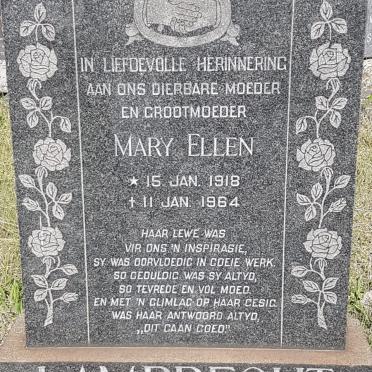 IN LIEFDEVOLLE HERINNERING
AAN ONS DIERBARE MOEDER
EN GROOTMOEDER
MARY ELLEN
★ 15 JAN. 1918
† 11 JAN. 1964
HAAR LEWE WAS
VIR ONS 'N INSPIRASIE,
SY WAS OORVLOEDIG IN GOEIE WERK.
SO GEDULDIG WAS SY ALTYD,
SO TEVREDE EN VOL MOED.
EN MET 'N GLIMLAG OP HAAR GESIG
WAS HAAR ANTWOORD ALTYD,
„DIT GAAN GOED"
LAMPRECHT